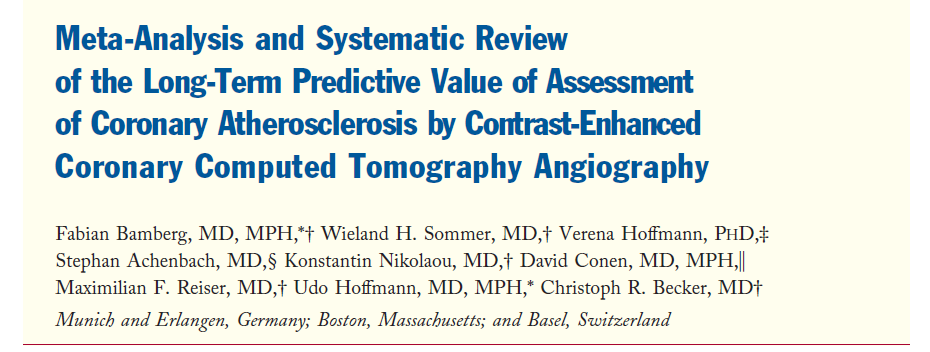 Meta-Analysis and Systematic Review
of the Long-Term Predictive Value of Assessment
of Coronary Atherosclerosis by Contrast-Enhanced
Coronary Computed Tomography Angiography
Fabian Bamberg, MD, MPH,*† Wieland H. Sommer, MD,† Verena Hoffmann, PHD,‡
Stephan Achenbach, MD,§ Konstantin Nikolaou, MD,† David Conen, MD, MPH,||
Maximilian F. Reiser, MD,† Udo Hoffmann, MD, MPH,* Christoph R. Becker, MD†
Munich and Erlangen, Germany; Boston, Massachusetts; and Basel, Switzerland